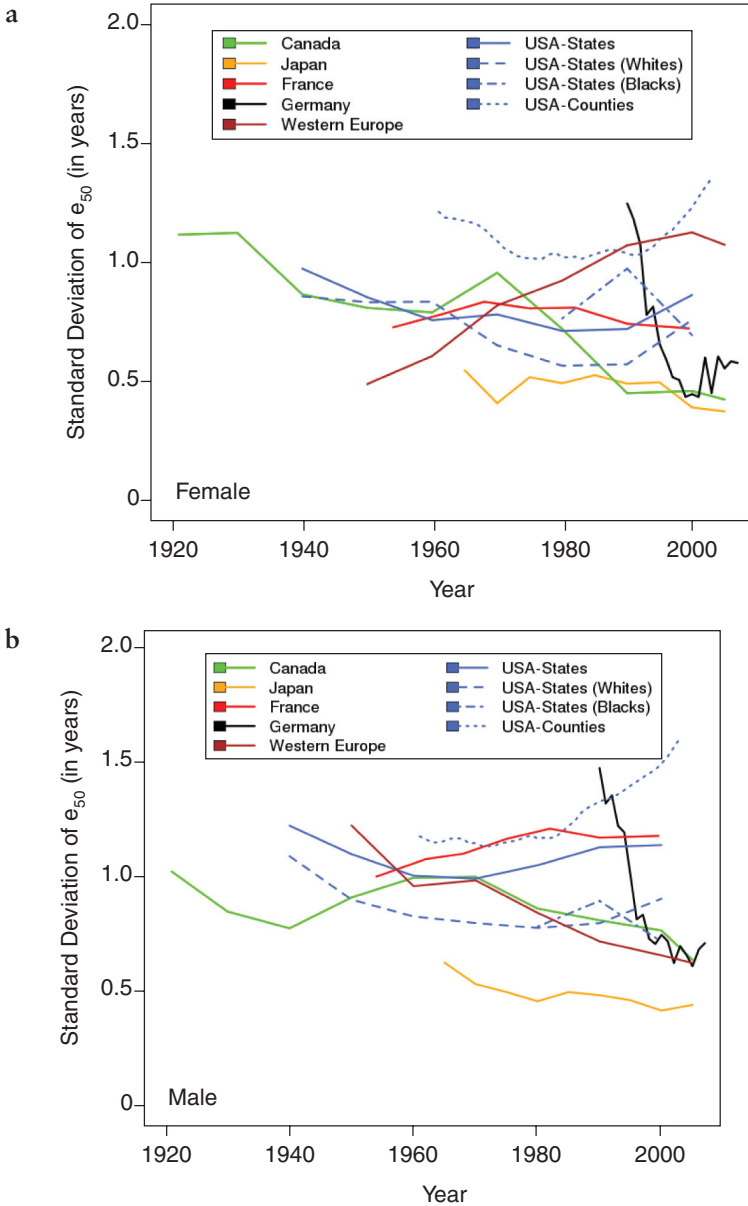 a
2.0
Canada
Japan
France
Germany
Western Europe
USA-States
USA-States (Whites)
USA-States (Blacks)
USA-Counties
1.5
1.0
0.5
0
Standard Deviation of e50 (in years)
Female
1920 1940 1960 1980 2000
Year
b
2.0
Canada
Japan
France
Germany
Western Europe
USA-States
USA-States (Whites)
USA-States (Blacks)
USA-Counties
1.5
1.0
0.5
0
Standard Deviation of e50 (in years)
Male
1920 1940 1960 1980 2000
Year